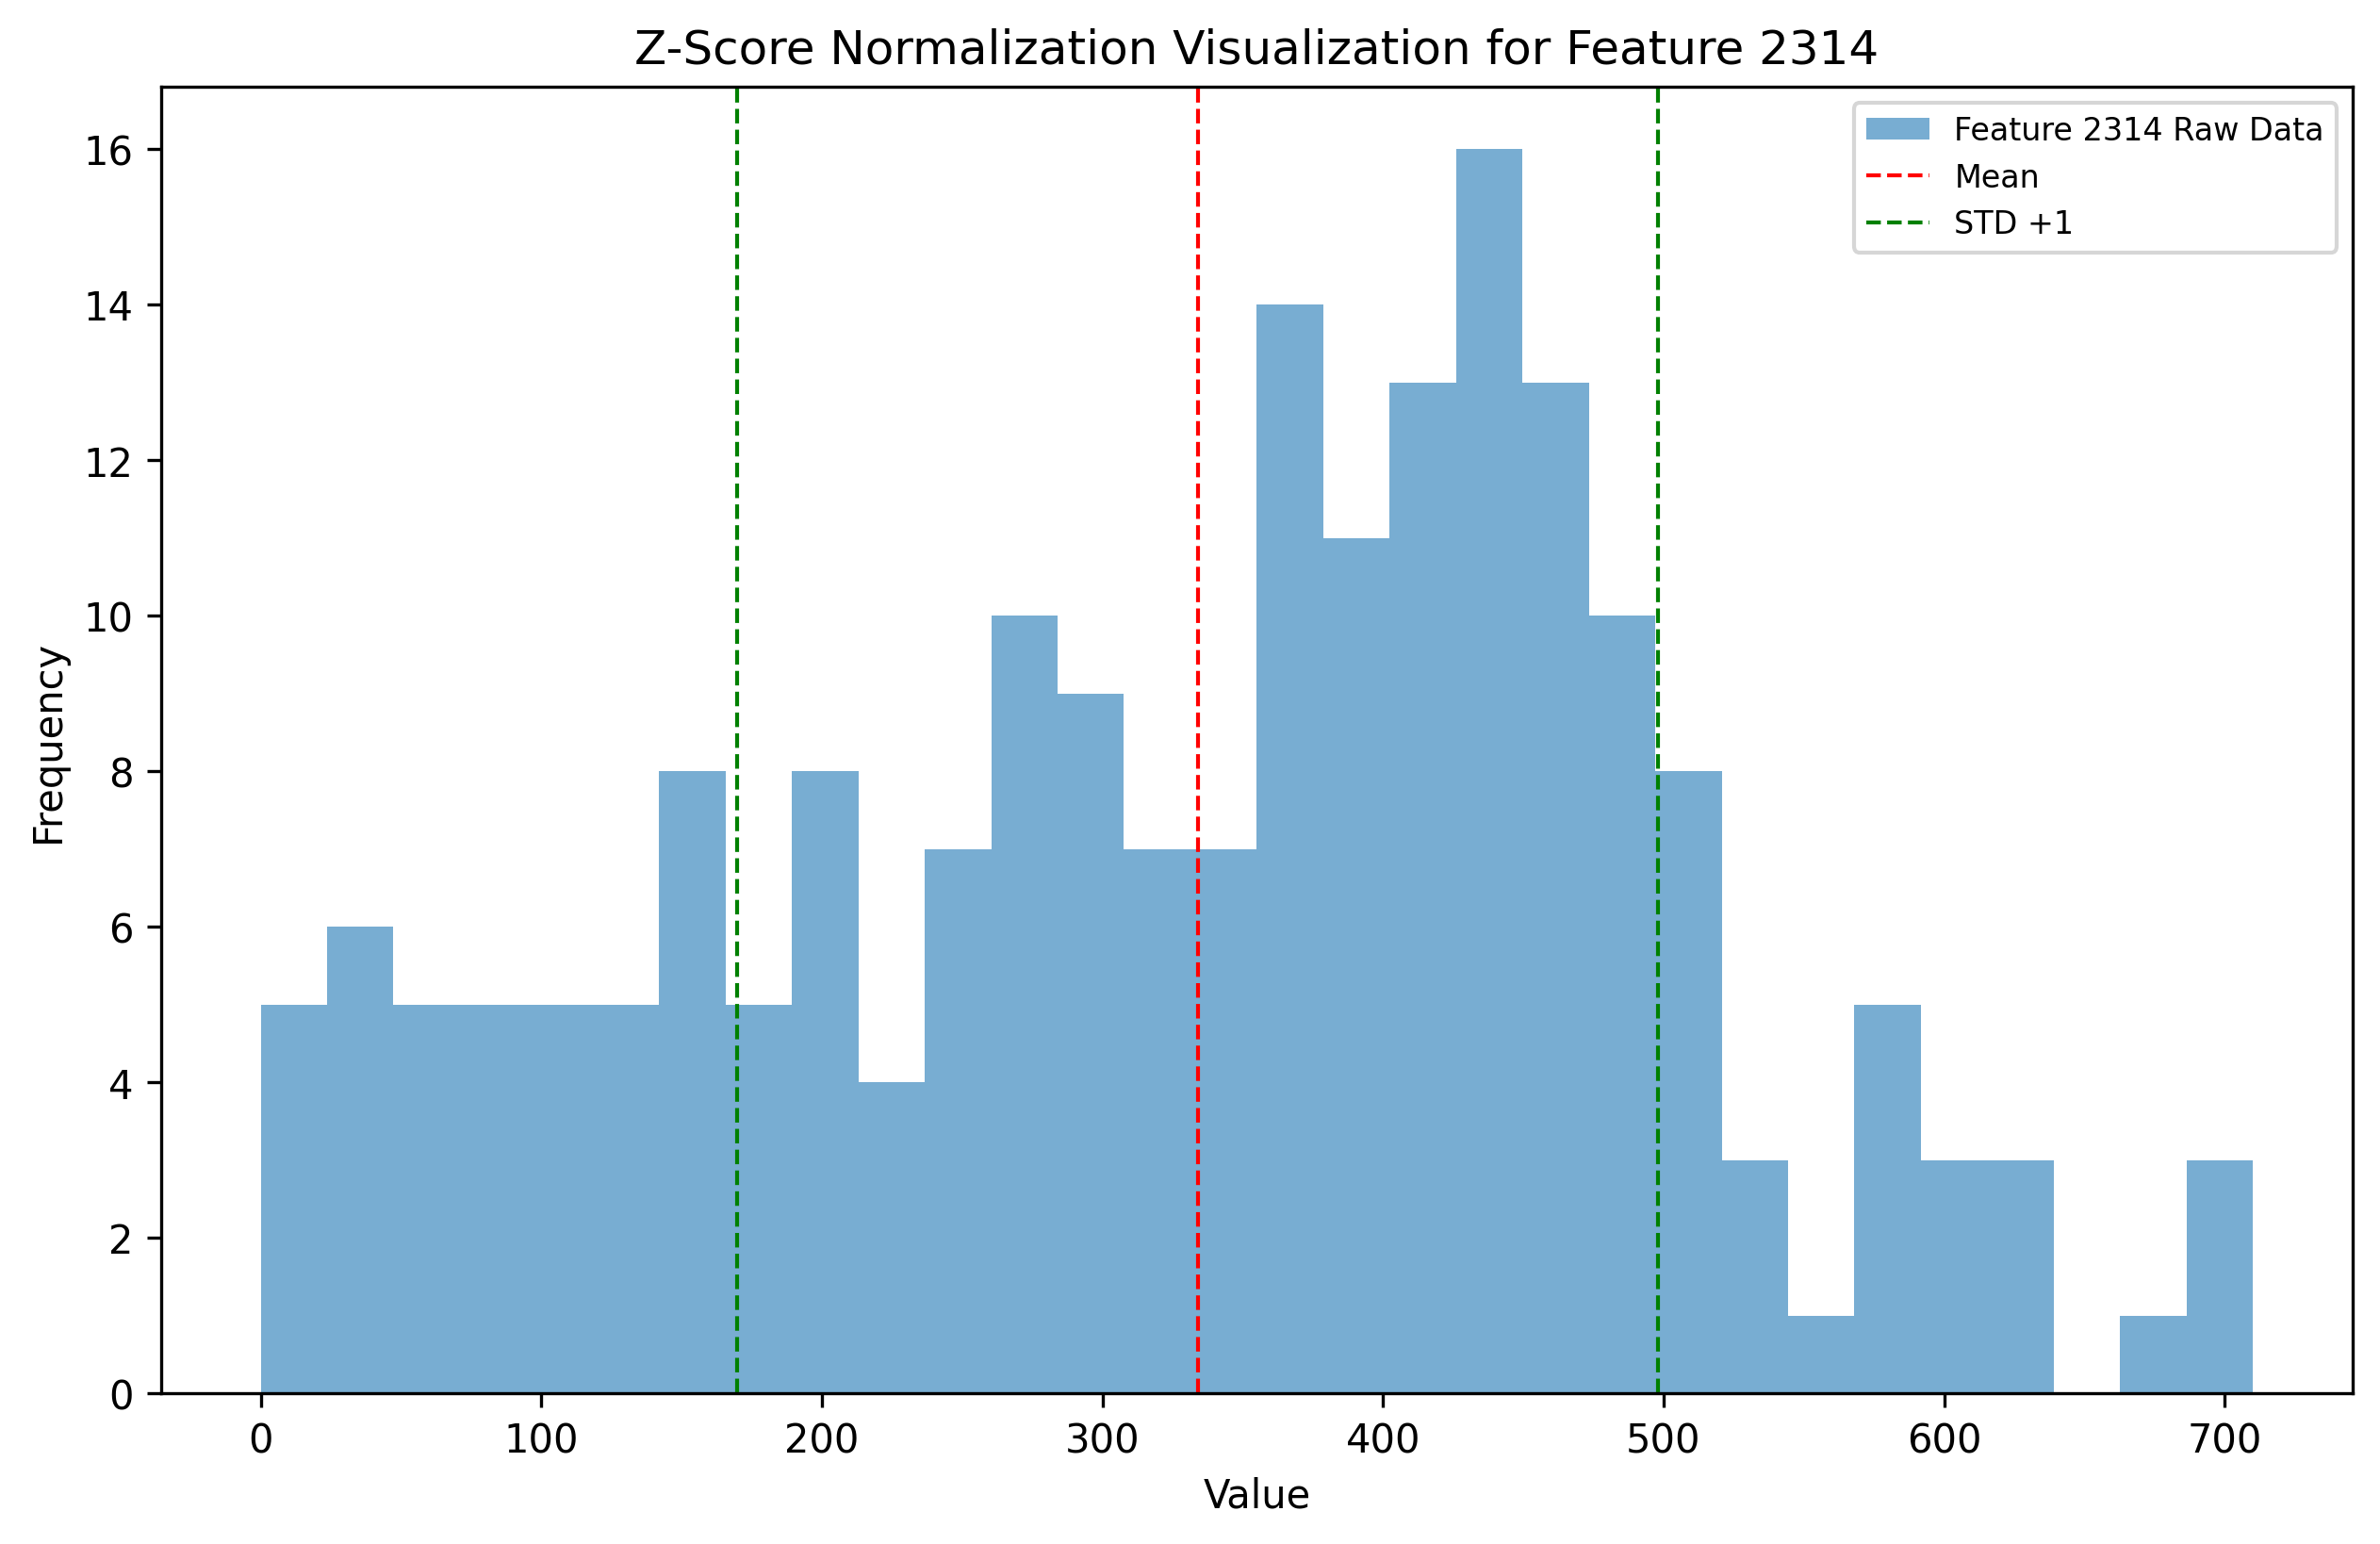 Z-Score Normalization Visualization for Feature 2314
Feature 2314 Raw Data
Mean
STD +1
16
14
12
10
8
6
4
2
0
Frequency
0 100 200 300 400 500 600 700
Value